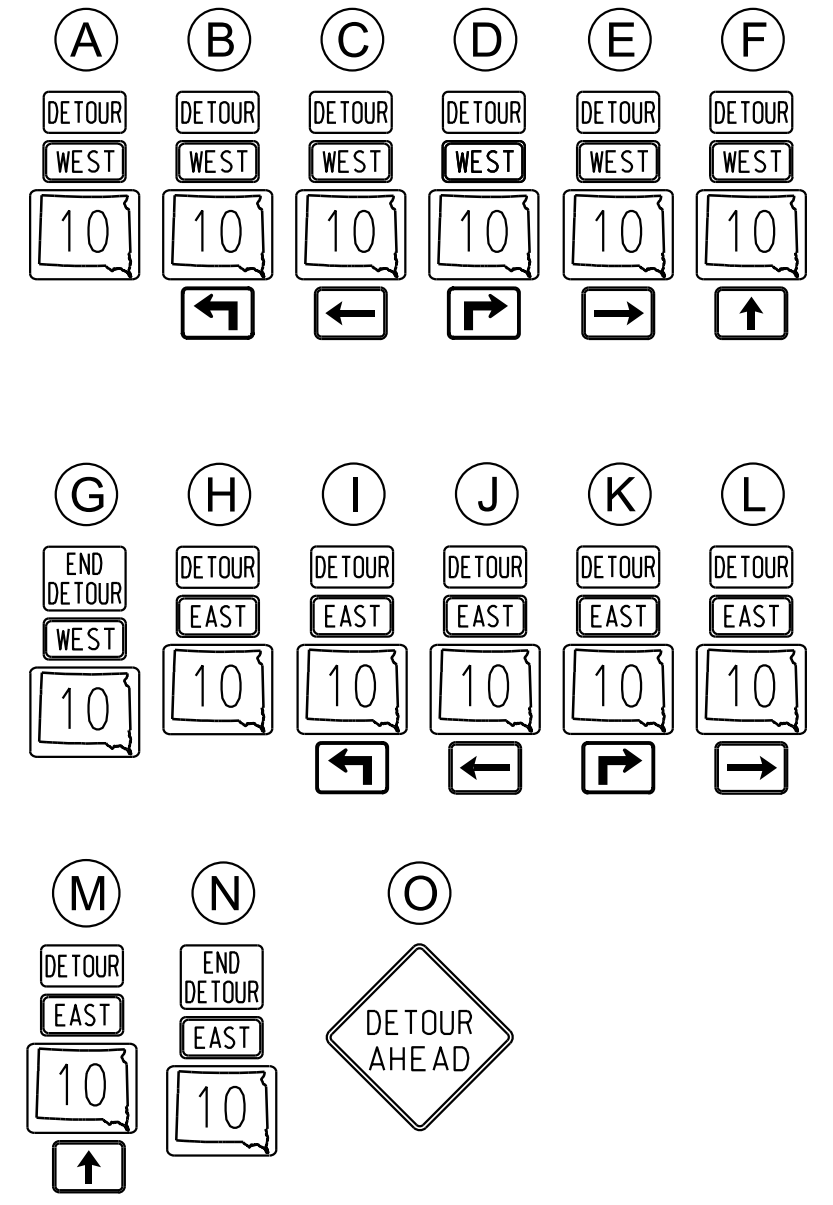 A B C D E F
DETOUR DETOUR DETOUR DETOUR DETOUR DETOUR
WEST WEST WEST WEST WEST WEST
10 10 10 10 10 10
G H I J K L
END DETOUR DETOUR DETOUR DETOUR DETOUR
DETOUR EAST EAST EAST EAST EAST
WEST 10 10 10 10 10
10
M N O
DETOUR END
DETOUR
EAST EAST
10 10
DETOUR
AHEAD